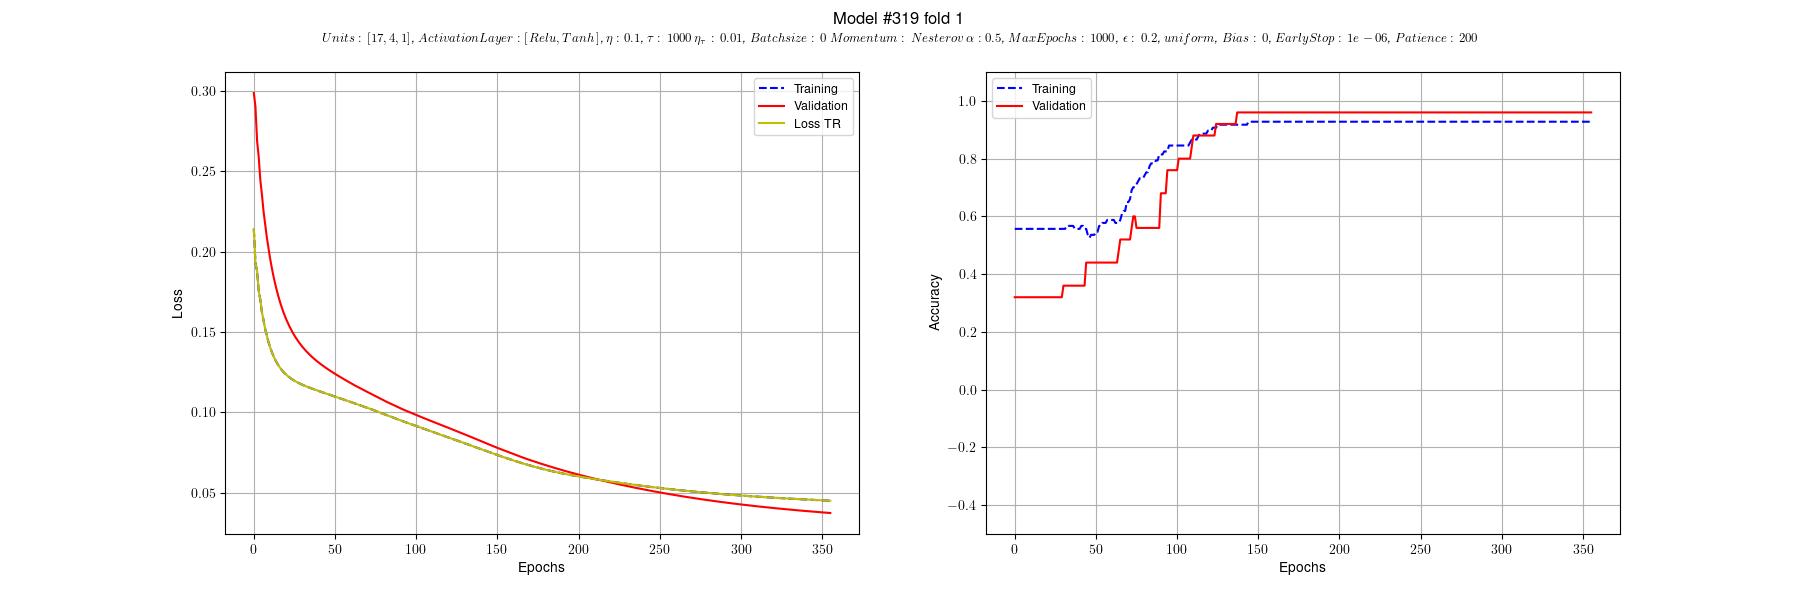 Model #319 fold 1
Units : [17, 4, 1], ActivationLayer : [Relu, Tanh], η : 0.1, τ : 1000 ητ : 0.01, Batchsize : 0 Momentum : Nesterov α : 0.5, MaxEpochs : 1000, ϵ : 0.2, uniform, Bias : 0, EarlyStop : 1e − 06, Patience : 200
Loss
0.30
0.25
0.20
0.15
0.10
0.05
0 50 100 150 200 250 300 350
Epochs
Training
Validation
Loss TR
Accuracy
1.0
0.8
0.6
0.4
0.2
0.0
−0.2
−0.4
0 50 100 150 200 250 300 350
Epochs
Training
Validation